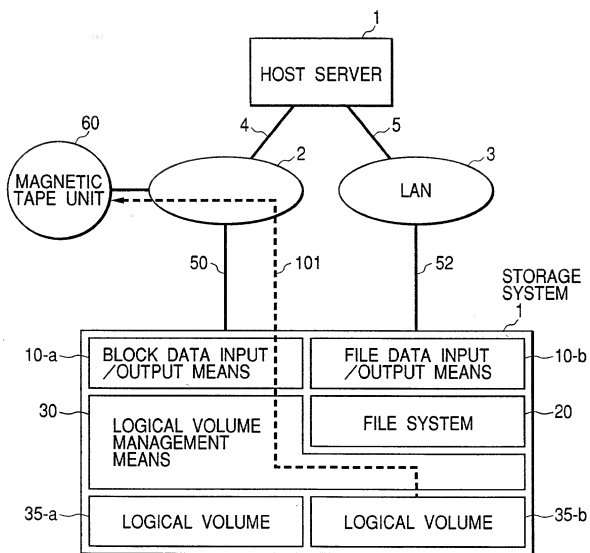 1
HOST SERVER
4
5
60
2
3
MAGNETIC
TAPE UNIT
LAN
50
101
52
STORAGE
SYSTEM
1
10-a
BLOCK DATA INPUT
/OUTPUT MEANS
FILE DATA INPUT
/OUTPUT MEANS
10-b
30
LOGICAL VOLUME
MANAGEMENT
MEANS
FILE SYSTEM
20
35-a
LOGICAL VOLUME
LOGICAL VOLUME
35-b